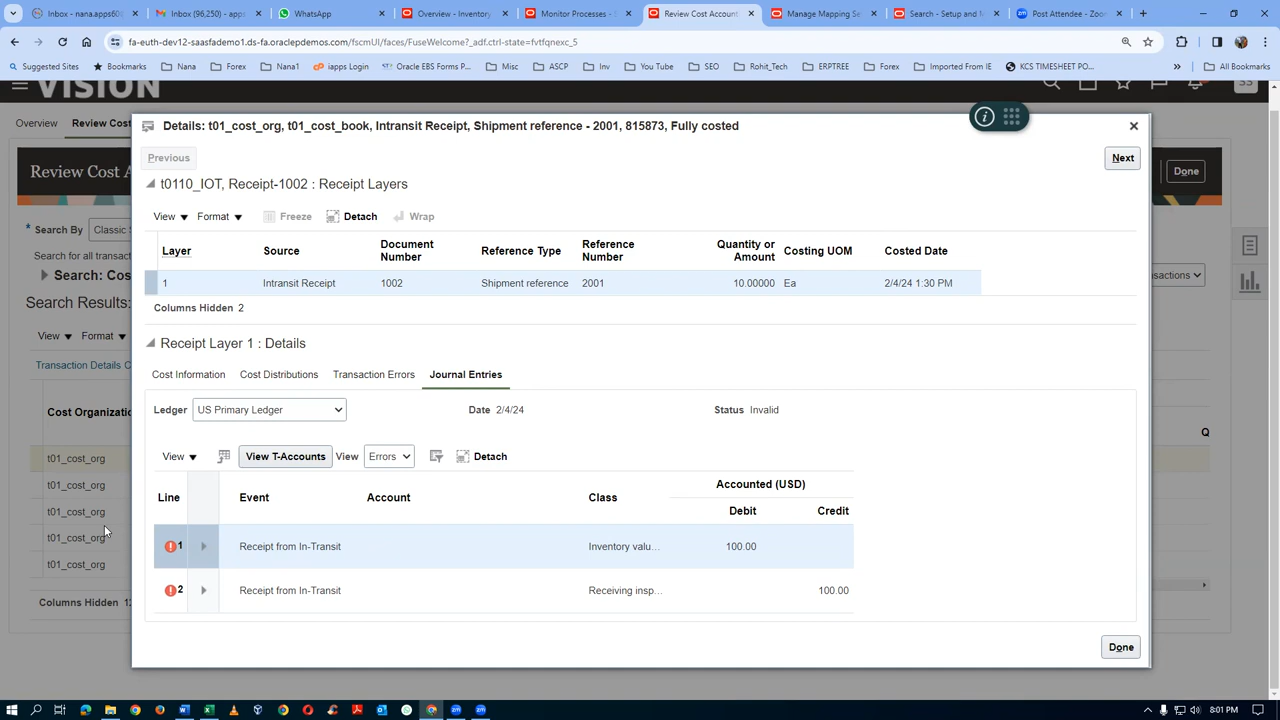 Inbox - nana.apps60
Inbox (96,250) - apps
WhatsApp
Overview - Inventory
Monitor Processes - S
Review Cost Account
Manage Mapping Se
Search - Setup and M
Post Attendee - Zoo
fa-euth-dev12-saasfademo1.ds-fa.oraclepdemos.com/fscmUI/faces/FuseWelcome?_adf.ctrl-state=fvtfqnexc_5
Suggested Sites
Bookmarks
Nana
Forex
Nana1
iapps Login
Oracle EBS Forms P...
Misc
ASCP
Inv
You Tube
SEO
Rohit_Tech
ERPTREE
Forex
Imported From IE
KCS TIMESHEET PO...
»
All Bookmarks
VISION
SS
Overview
Review Cos
Details: t01_cost_org, t01_cost_book, Intransit Receipt, Shipment reference - 2001, 815873, Fully costed
Previous
Next
Review Cost A
Done
t0110_IOT, Receipt-1002 : Receipt Layers
View
Format
Freeze
Detach
Wrap
* Search By
Classic S
Search for all transac
Search: Cos
ansactions
Search Results:
View
Format
Transaction Details C
Cost Organizatio
Q
t01_cost_org
t01_cost_org
t01_cost_org
t01_cost_org
t01_cost_org
Columns Hidden 12
Layer
Source
Document Number
Reference Type
Reference Number
Quantity or Amount
Costing UOM
Costed Date
1
Intransit Receipt
1002
Shipment reference
2001
10.00000
Ea
2/4/24 1:30 PM
Columns Hidden 2
Receipt Layer 1 : Details
Cost Information
Cost Distributions
Transaction Errors
Journal Entries
Ledger
US Primary Ledger
Date 2/4/24
Status Invalid
View
View T-Accounts
View
Errors
Detach
Line
Event
Account
Class
Accounted (USD)
Debit
Credit
1
Receipt from In-Transit
Inventory valu...
100.00
2
Receipt from In-Transit
Receiving insp...
100.00
Done
8:01 PM